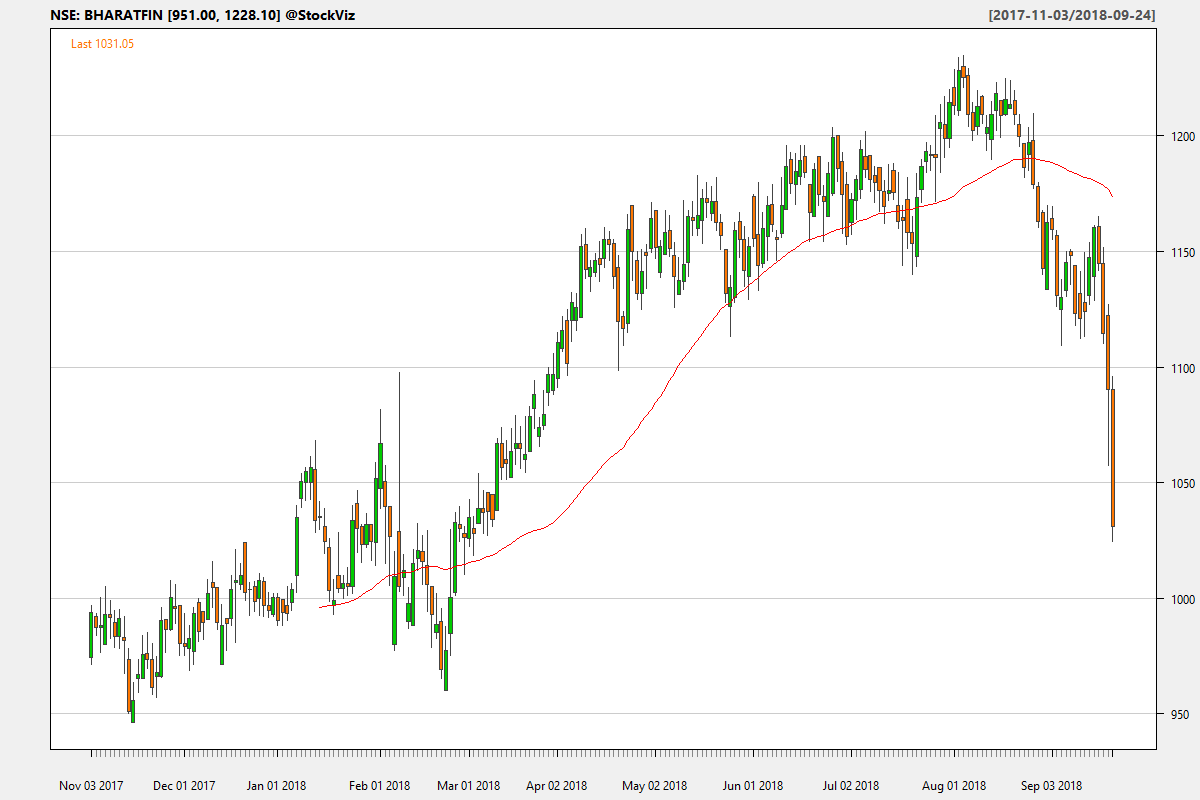 NSE: BHARATFIN [951.00, 1228.10] @StockViz [2017-11-03/2018-09-24]
Last 1031.05
1200
1150
1100
1050
1000
950
Nov 03 2017 Dec 01 2017 Jan 01 2018 Feb 01 2018 Mar 01 2018 Apr 02 2018 May 02 2018 Jun 01 2018 Jul 02 2018 Aug 01 2018 Sep 03 2018